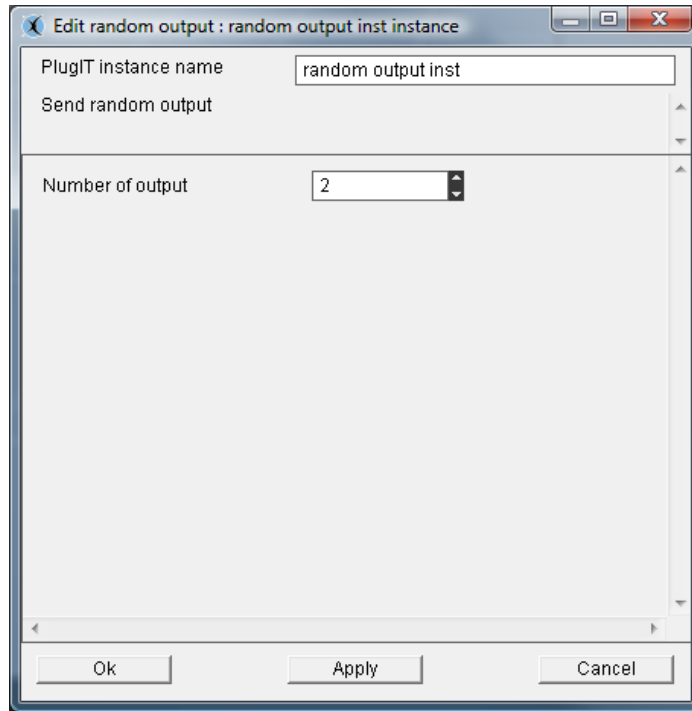 Edit random output : random output inst instance
PlugIT instance name random output inst
Send random output
Number of output 2
Ok Apply Cancel